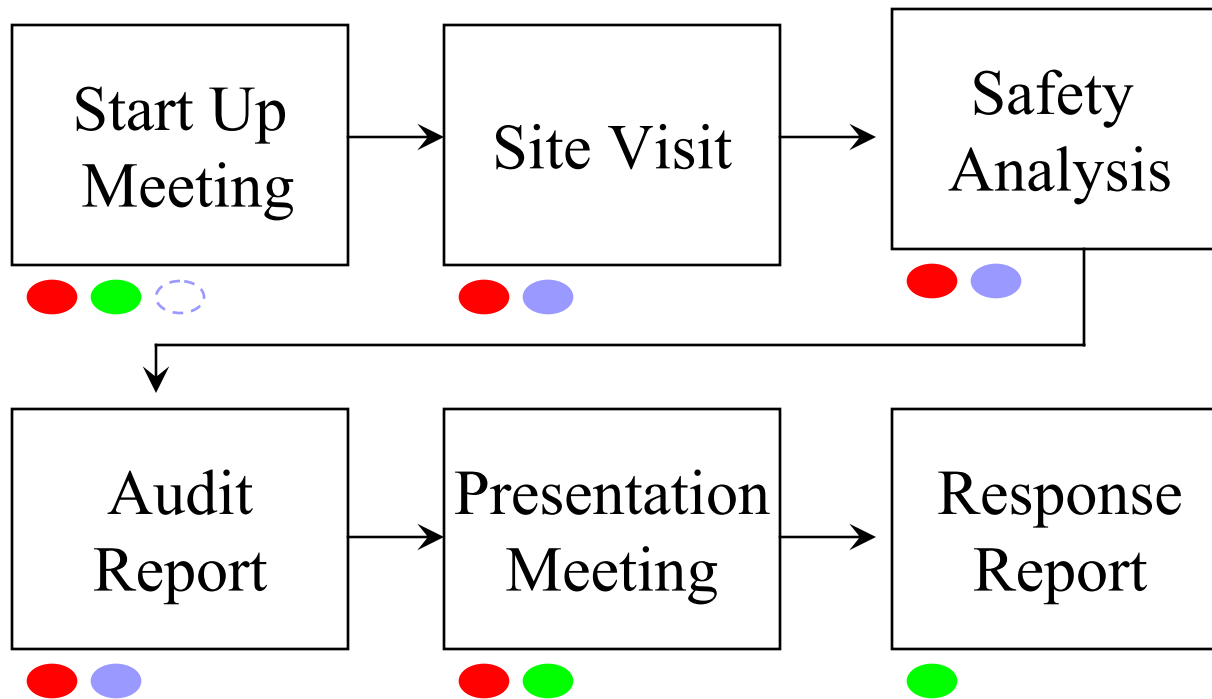 Start Up
Meeting
Site Visit
Safety
Analysis
Audit
Report
Presentation
Meeting
Response
Report